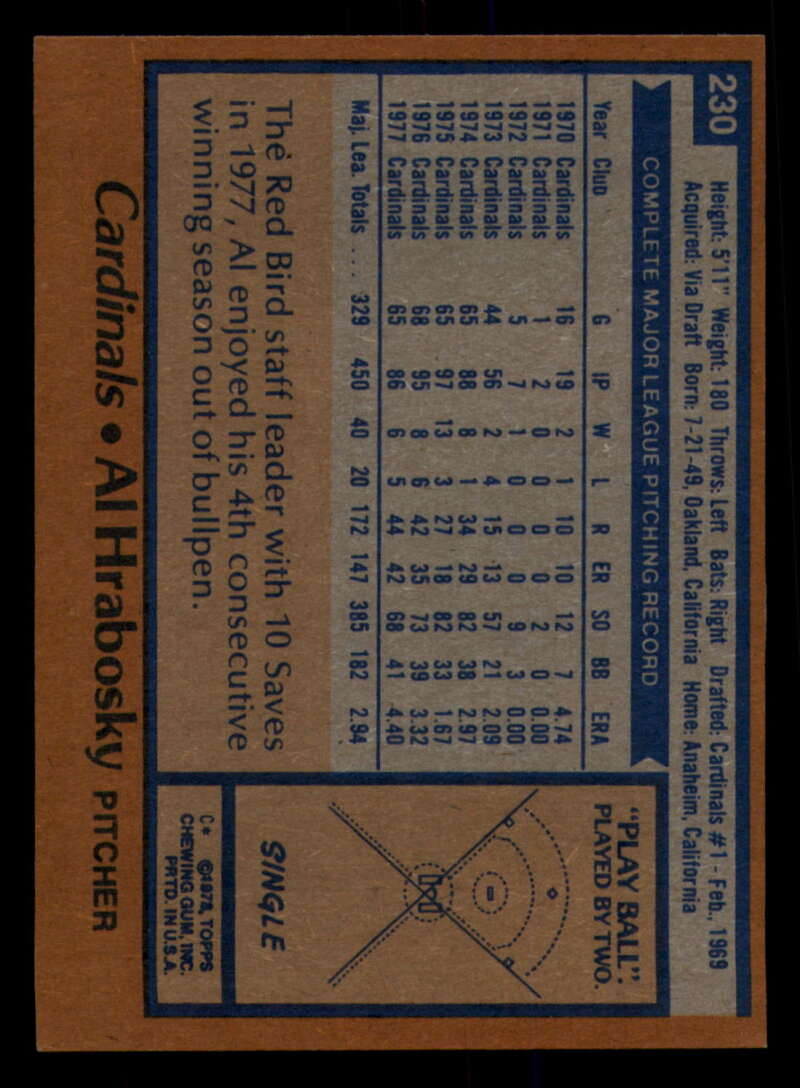 230
Height: 5'11" Weight: 180 Throws: Left Bats: Right Drafted: Cardinals #1 - Feb., 1969
Acquired: Via Draft Born: 7-21-49, Oakland, California Home: Anaheim, California
COMPLETE MAJOR LEAGUE PITCHING RECORD
Year Club G IP W L R ER SO BB ERA
1970 Cardinals 16 19 2 1 10 10 12 7 4.74
1971 Cardinals 1 2 0 0 0 0 2 0 0.00
1972 Cardinals 5 7 1 0 0 0 9 3 0.00
1973 Cardinals 44 56 2 4 15 13 57 21 2.09
1974 Cardinals 65 88 8 1 34 29 82 38 2.97
1975 Cardinals 65 97 13 3 27 18 82 33 1.67
1976 Cardinals 68 95 8 6 42 35 73 39 3.32
1977 Cardinals 65 86 6 5 44 42 68 41 4.40
Maj. Lea. Totals ... 329 450 40 20 172 147 385 182 2.94
The Red Bird staff leader with 10 Saves
in 1977, Al enjoyed his 4th consecutive
winning season out of bullpen.
"PLAY BALL":
PLAYED BY TWO.
SINGLE
C* ©1978, TOPPS
CHEWING GUM, INC.
PRTD. IN U.S.A.
Cardinals • Al Hrabosky PITCHER